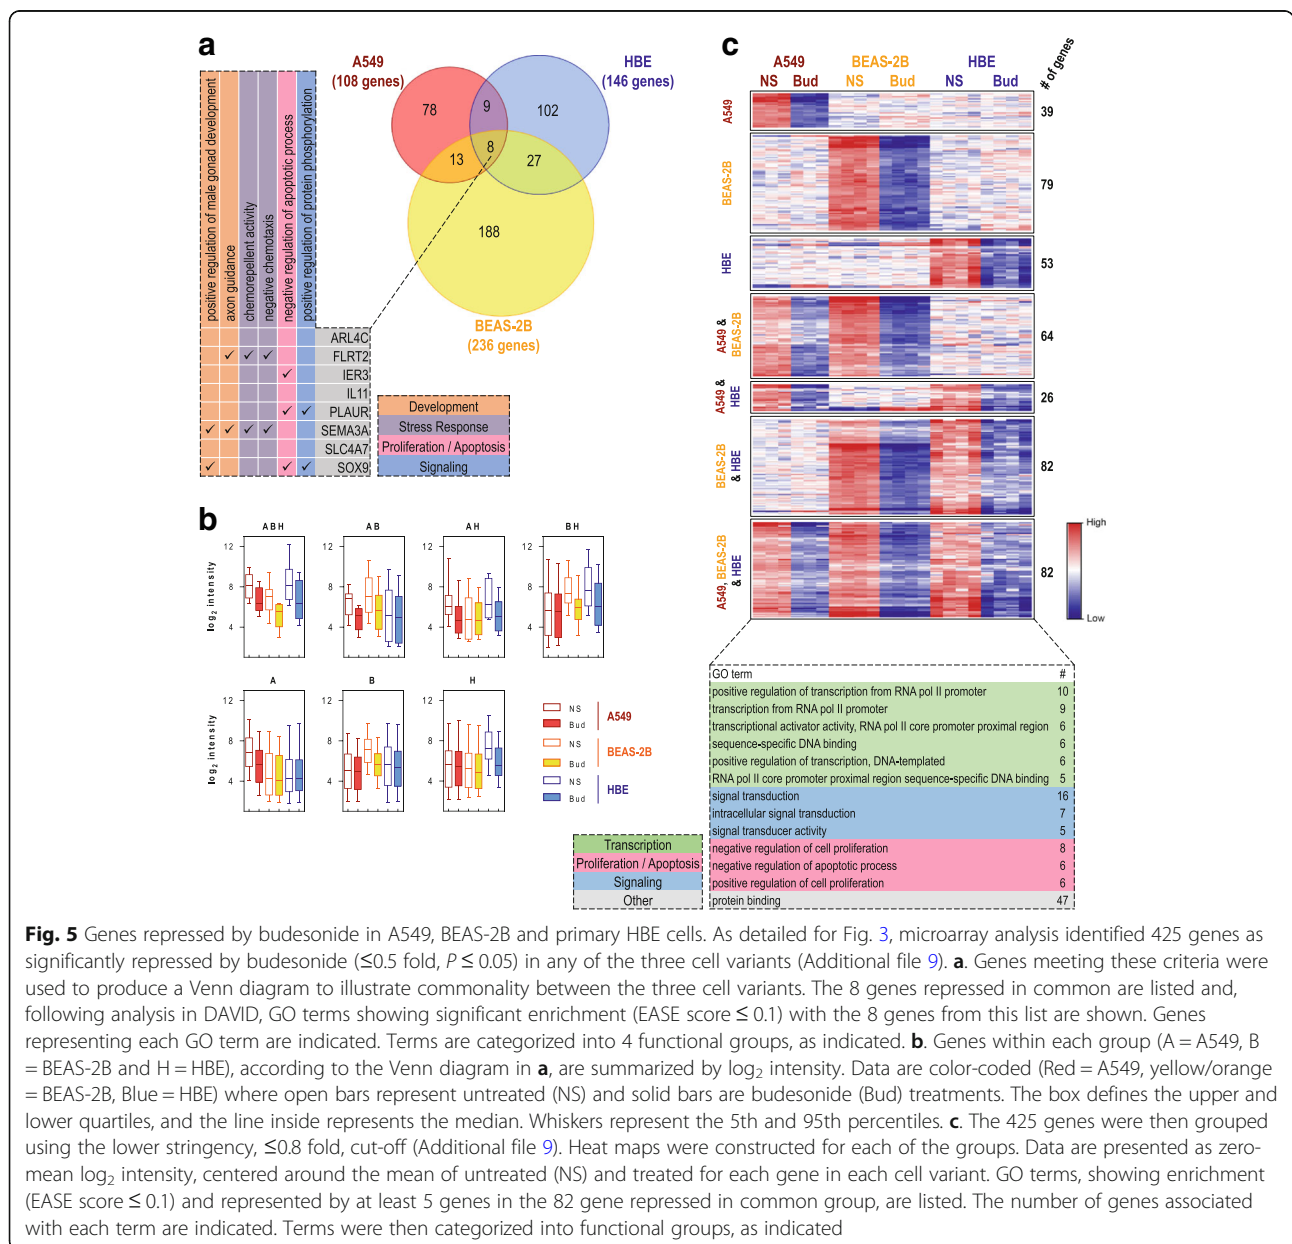 a
A549
(108 genes)
HBE
(146 genes)
78
9
102
13
8
27
188
BEAS-2B
(236 genes)
positive regulation of male gonad development
axon guidance
chemorepellent activity
negative chemotaxis
negative regulation of apoptotic process
positive regulation of protein phosphorylation
ARL4C
✓ ✓ ✓ FLRT2
✓ IER3
IL11
✓ ✓ PLAUR
✓ ✓ ✓ ✓ SEMA3A
SLC4A7
✓ ✓ ✓ SOX9
Development
Stress Response
Proliferation / Apoptosis
Signaling
b
A B H
A B
A H
B H
12
8
4
log2 intensity
A
B
H
12
8
4
log2 intensity
NS
Bud
A549
NS
Bud
BEAS-2B
NS
Bud
HBE
c
A549 BEAS-2B HBE
NS Bud NS Bud NS Bud
# of genes
A549
39
BEAS-2B
79
HBE
53
A549 &
BEAS-2B
64
A549 &
HBE
26
BEAS-2B
& HBE
82
A549, BEAS-2B
& HBE
82
High
Low
GO term #
positive regulation of transcription from RNA pol II promoter 10
transcription from RNA pol II promoter 9
transcriptional activator activity, RNA pol II core promoter proximal region 6
sequence-specific DNA binding 6
positive regulation of transcription, DNA-templated 6
RNA pol II core promoter proximal region sequence-specific DNA binding 5
signal transduction 16
intracellular signal transduction 7
signal transducer activity 5
negative regulation of cell proliferation 8
negative regulation of apoptotic process 6
positive regulation of cell proliferation 6
protein binding 47
Transcription
Proliferation / Apoptosis
Signaling
Other
Fig. 5 Genes repressed by budesonide in A549, BEAS-2B and primary HBE cells. As detailed for Fig. 3, microarray analysis identified 425 genes as
significantly repressed by budesonide (≤0.5 fold, P ≤ 0.05) in any of the three cell variants (Additional file 9). a. Genes meeting these criteria were
used to produce a Venn diagram to illustrate commonality between the three cell variants. The 8 genes repressed in common are listed and,
following analysis in DAVID, GO terms showing significant enrichment (EASE score ≤ 0.1) with the 8 genes from this list are shown. Genes
representing each GO term are indicated. Terms are categorized into 4 functional groups, as indicated. b. Genes within each group (A = A549, B
= BEAS-2B and H = HBE), according to the Venn diagram in a, are summarized by log2 intensity. Data are color-coded (Red = A549, yellow/orange
= BEAS-2B, Blue = HBE) where open bars represent untreated (NS) and solid bars are budesonide (Bud) treatments. The box defines the upper and
lower quartiles, and the line inside represents the median. Whiskers represent the 5th and 95th percentiles. c. The 425 genes were then grouped
using the lower stringency, ≤0.8 fold, cut-off (Additional file 9). Heat maps were constructed for each of the groups. Data are presented as zero-
mean log2 intensity, centered around the mean of untreated (NS) and treated for each gene in each cell variant. GO terms, showing enrichment
(EASE score ≤ 0.1) and represented by at least 5 genes in the 82 gene repressed in common group, are listed. The number of genes associated
with each term are indicated. Terms were then categorized into functional groups, as indicated